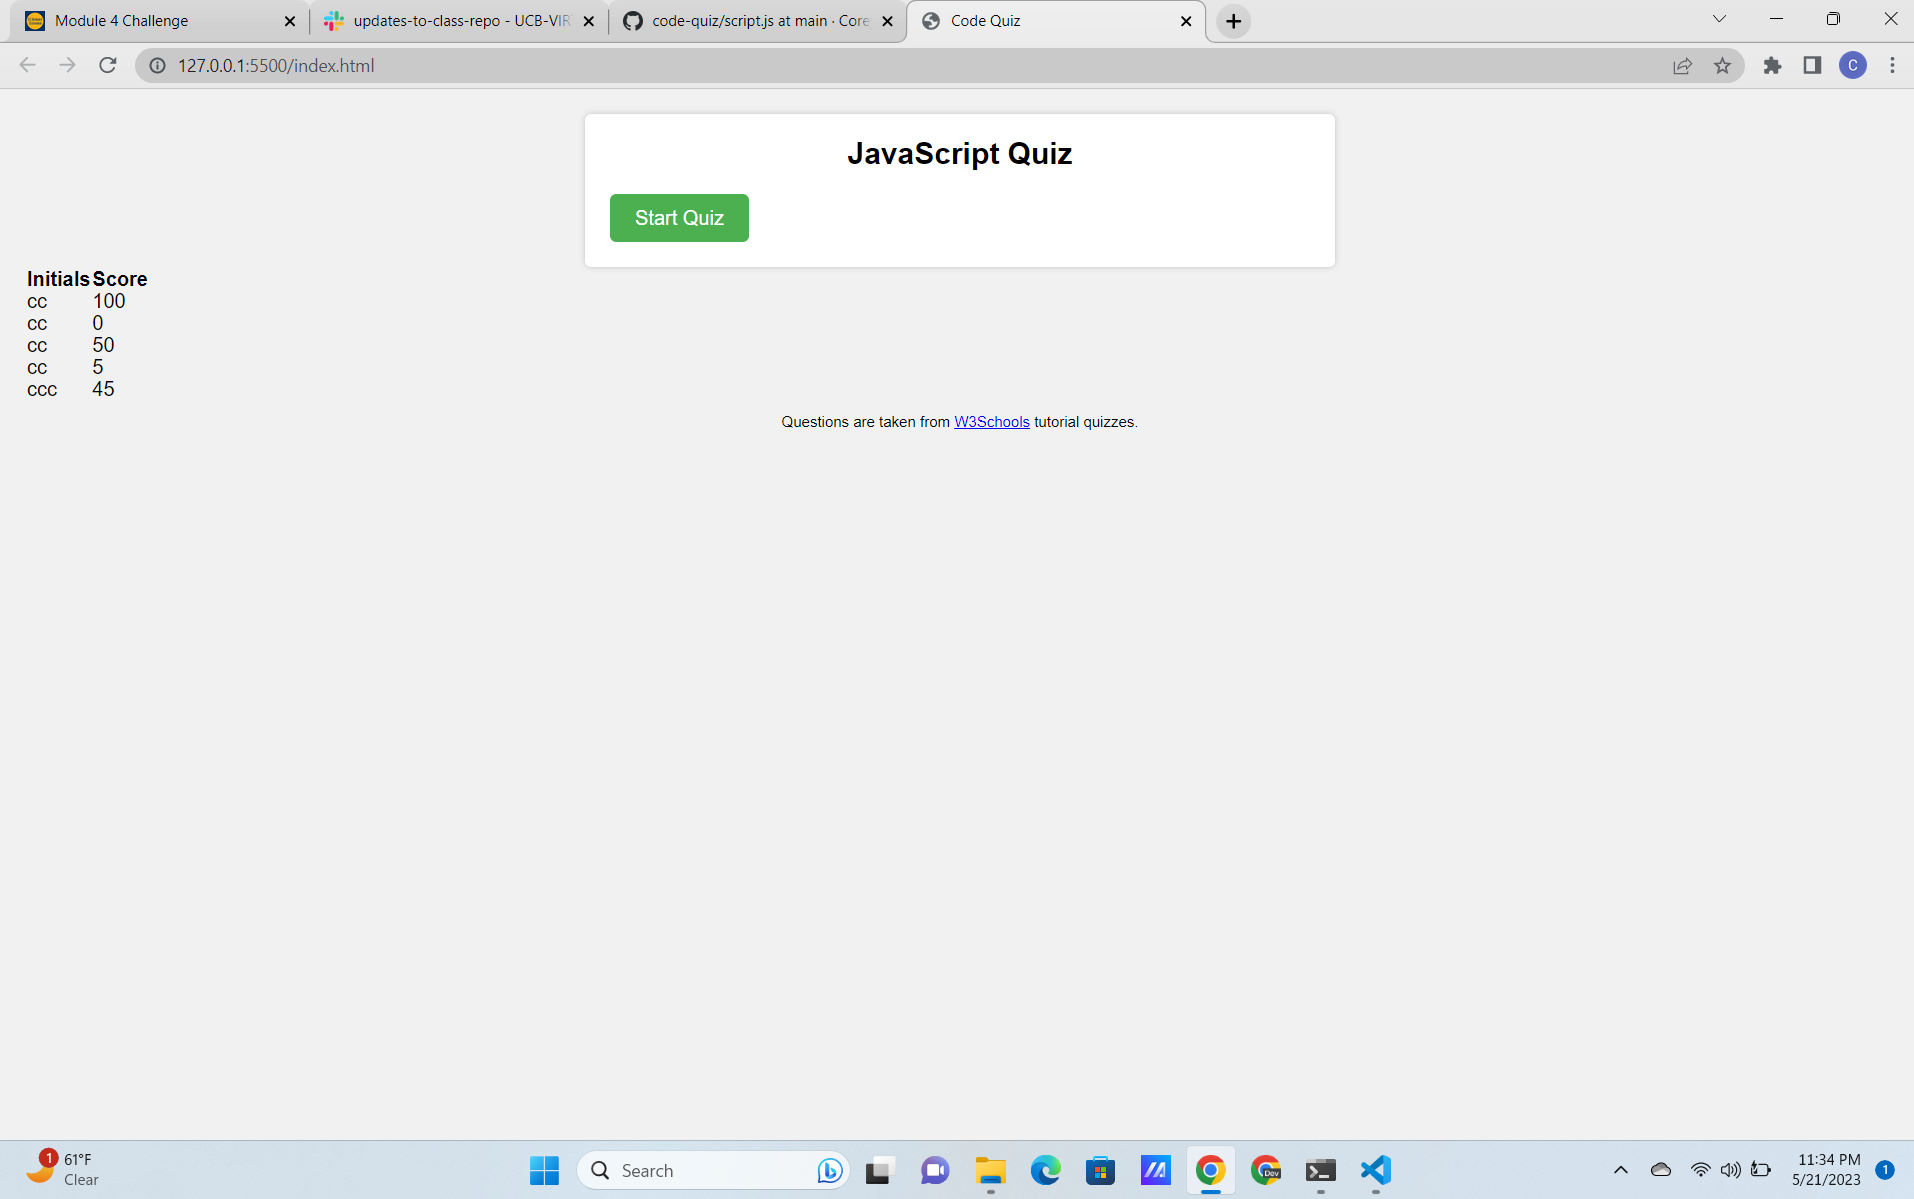 Module 4 Challenge
updates-to-class-repo - UCB-VIR
code-quiz/script.js at main · Core
Code Quiz
127.0.0.1:5500/index.html
C
JavaScript Quiz
Start Quiz
Initials Score
cc 100
cc 0
cc 50
cc 5
ccc 45
Questions are taken from W3Schools tutorial quizzes.
1
61°F
Clear
Search
Dev
11:34 PM
5/21/2023
1